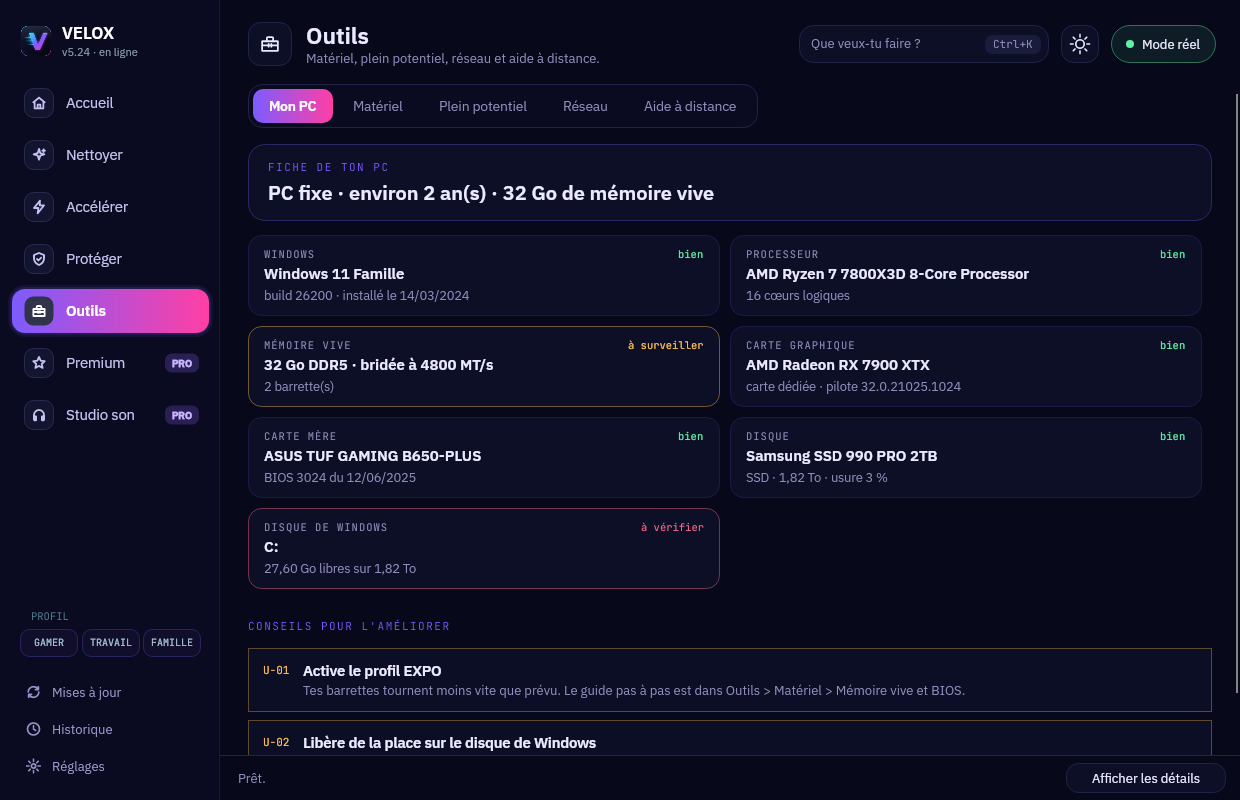 VELOX
v5.24 · en ligne
Accueil
Nettoyer
Accélérer
Protéger
Outils
Premium PRO
Studio son PRO
PROFIL
GAMER TRAVAIL FAMILLE
Mises à jour
Historique
Réglages
Outils
Matériel, plein potentiel, réseau et aide à distance.
Que veux-tu faire ? Ctrl+K
Mode réel
Mon PC Matériel Plein potentiel Réseau Aide à distance
FICHE DE TON PC
PC fixe · environ 2 an(s) · 32 Go de mémoire vive
WINDOWS bien
Windows 11 Famille
build 26200 · installé le 14/03/2024
PROCESSEUR bien
AMD Ryzen 7 7800X3D 8-Core Processor
16 cœurs logiques
MÉMOIRE VIVE à surveiller
32 Go DDR5 · bridée à 4800 MT/s
2 barrette(s)
CARTE GRAPHIQUE bien
AMD Radeon RX 7900 XTX
carte dédiée · pilote 32.0.21025.1024
CARTE MÈRE bien
ASUS TUF GAMING B650-PLUS
BIOS 3024 du 12/06/2025
DISQUE bien
Samsung SSD 990 PRO 2TB
SSD · 1,82 To · usure 3 %
DISQUE DE WINDOWS à vérifier
C:
27,60 Go libres sur 1,82 To
CONSEILS POUR L'AMÉLIORER
U-01 Active le profil EXPO
Tes barrettes tournent moins vite que prévu. Le guide pas à pas est dans Outils > Matériel > Mémoire vive et BIOS.
U-02 Libère de la place sur le disque de Windows
Prêt.
Afficher les détails